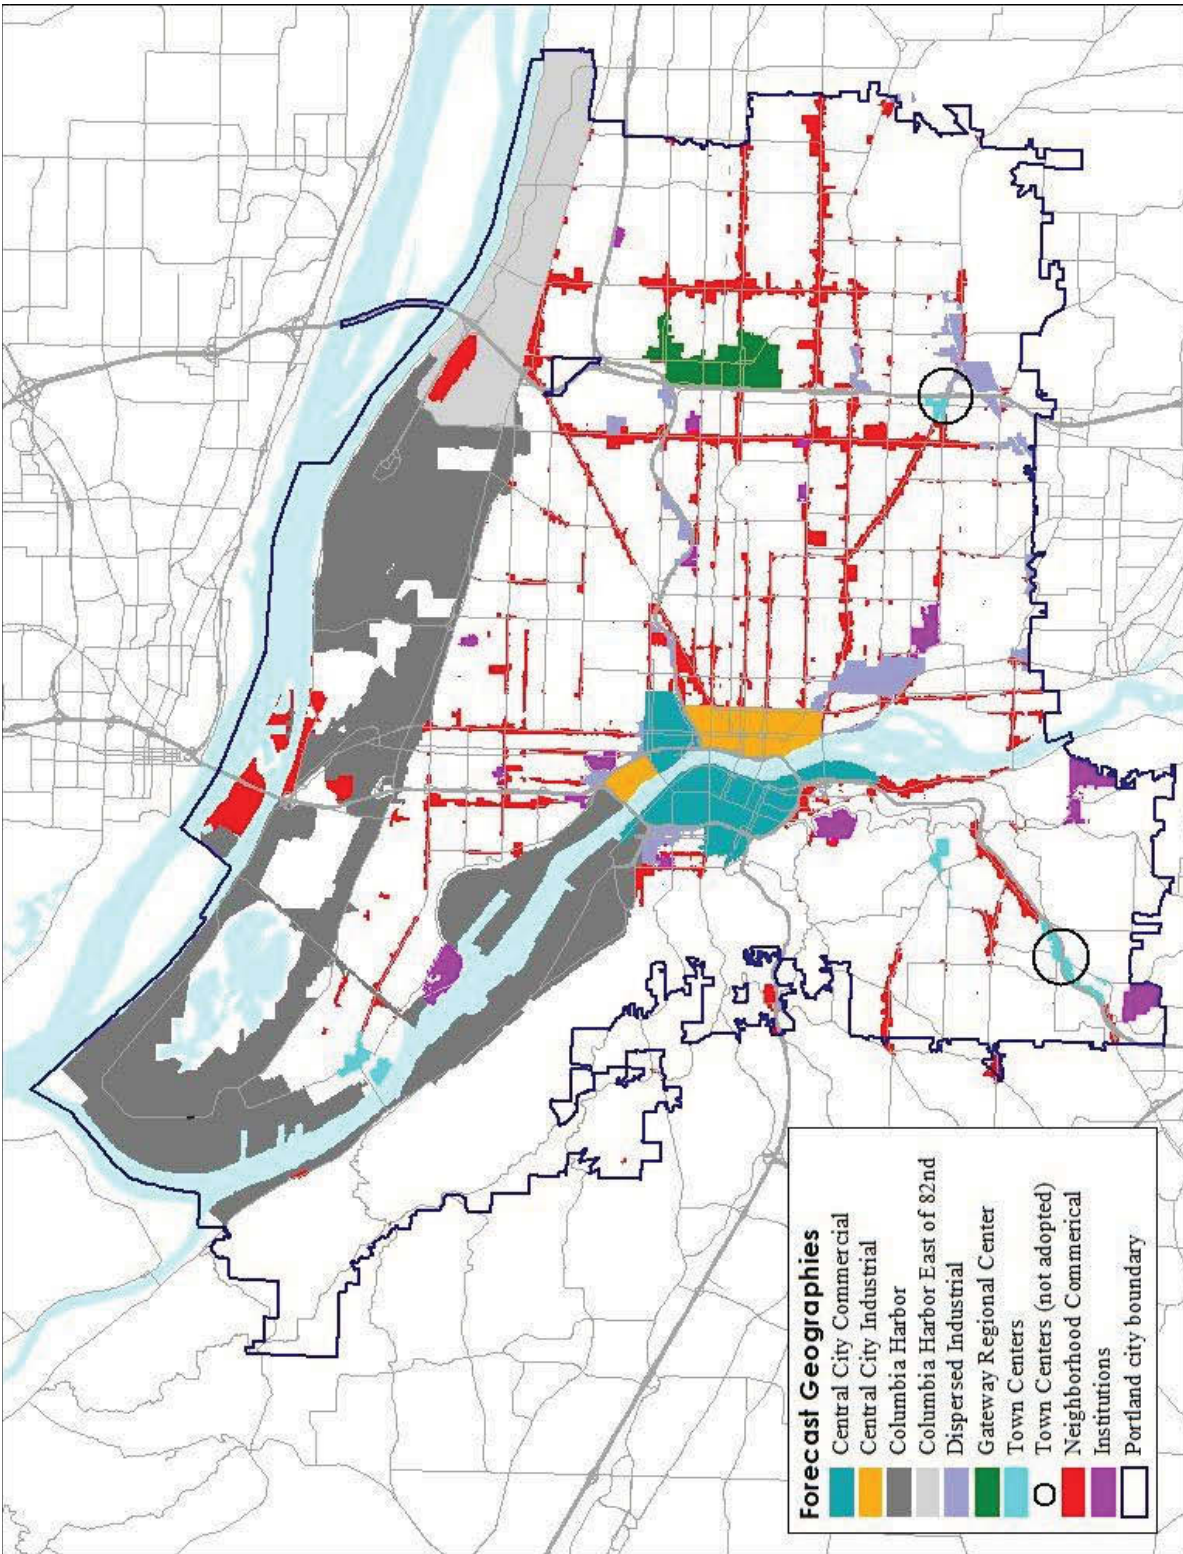 Forecast Geographies
Central City Commercial
Central City Industrial
Columbia Harbor
Columbia Harbor East of 82nd
Dispersed Industrial
Gateway Regional Center
Town Centers
Town Centers (not adopted)
Neighborhood Commerical
Institutions
Portland city boundary